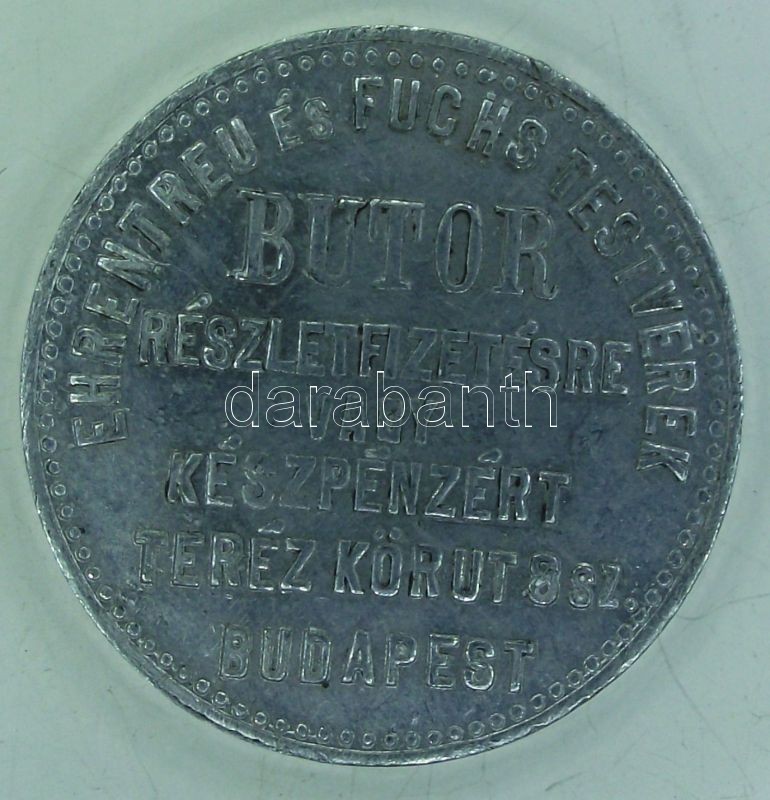 EHRENTREU ÉS FUCHS TESTVÉREK
BUTOR
RÉSZLETFIZETÉSRE
VAGY
KÉSZPÉNZÉRT
TERÉZ KÖRUT 8 SZ.
BUDAPEST
darabanth